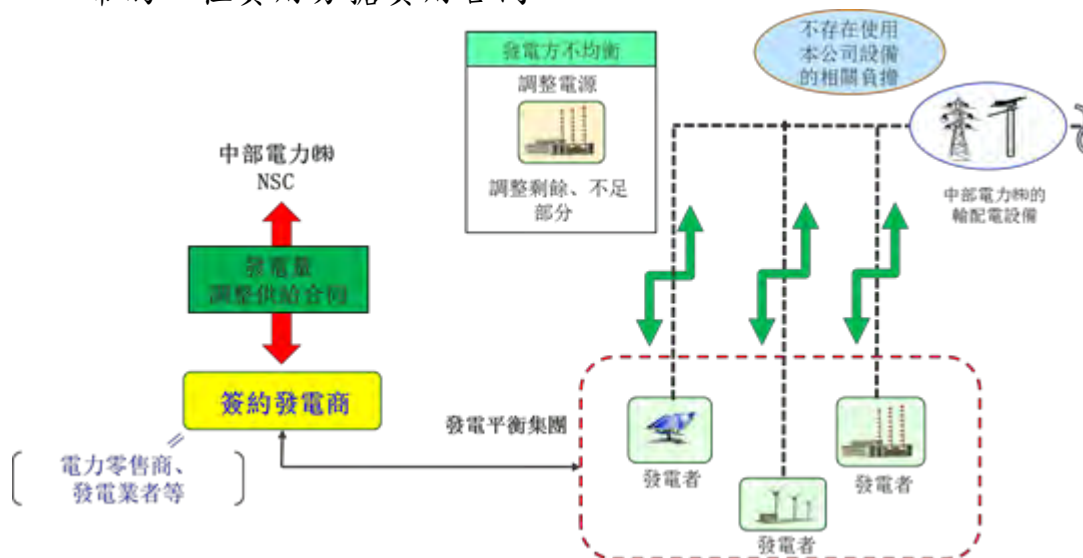 發電方不均衡
調整電源
調整剩餘、不足
部分
不存在使用
本公司設備
的相關負擔
中部電力㈱的
輸配電設備
中部電力㈱
NSC
發電量
調整供給合同
簽約發電商
電力零售商、
發電業者等
發電平衡集團
發電者
發電者
發電者